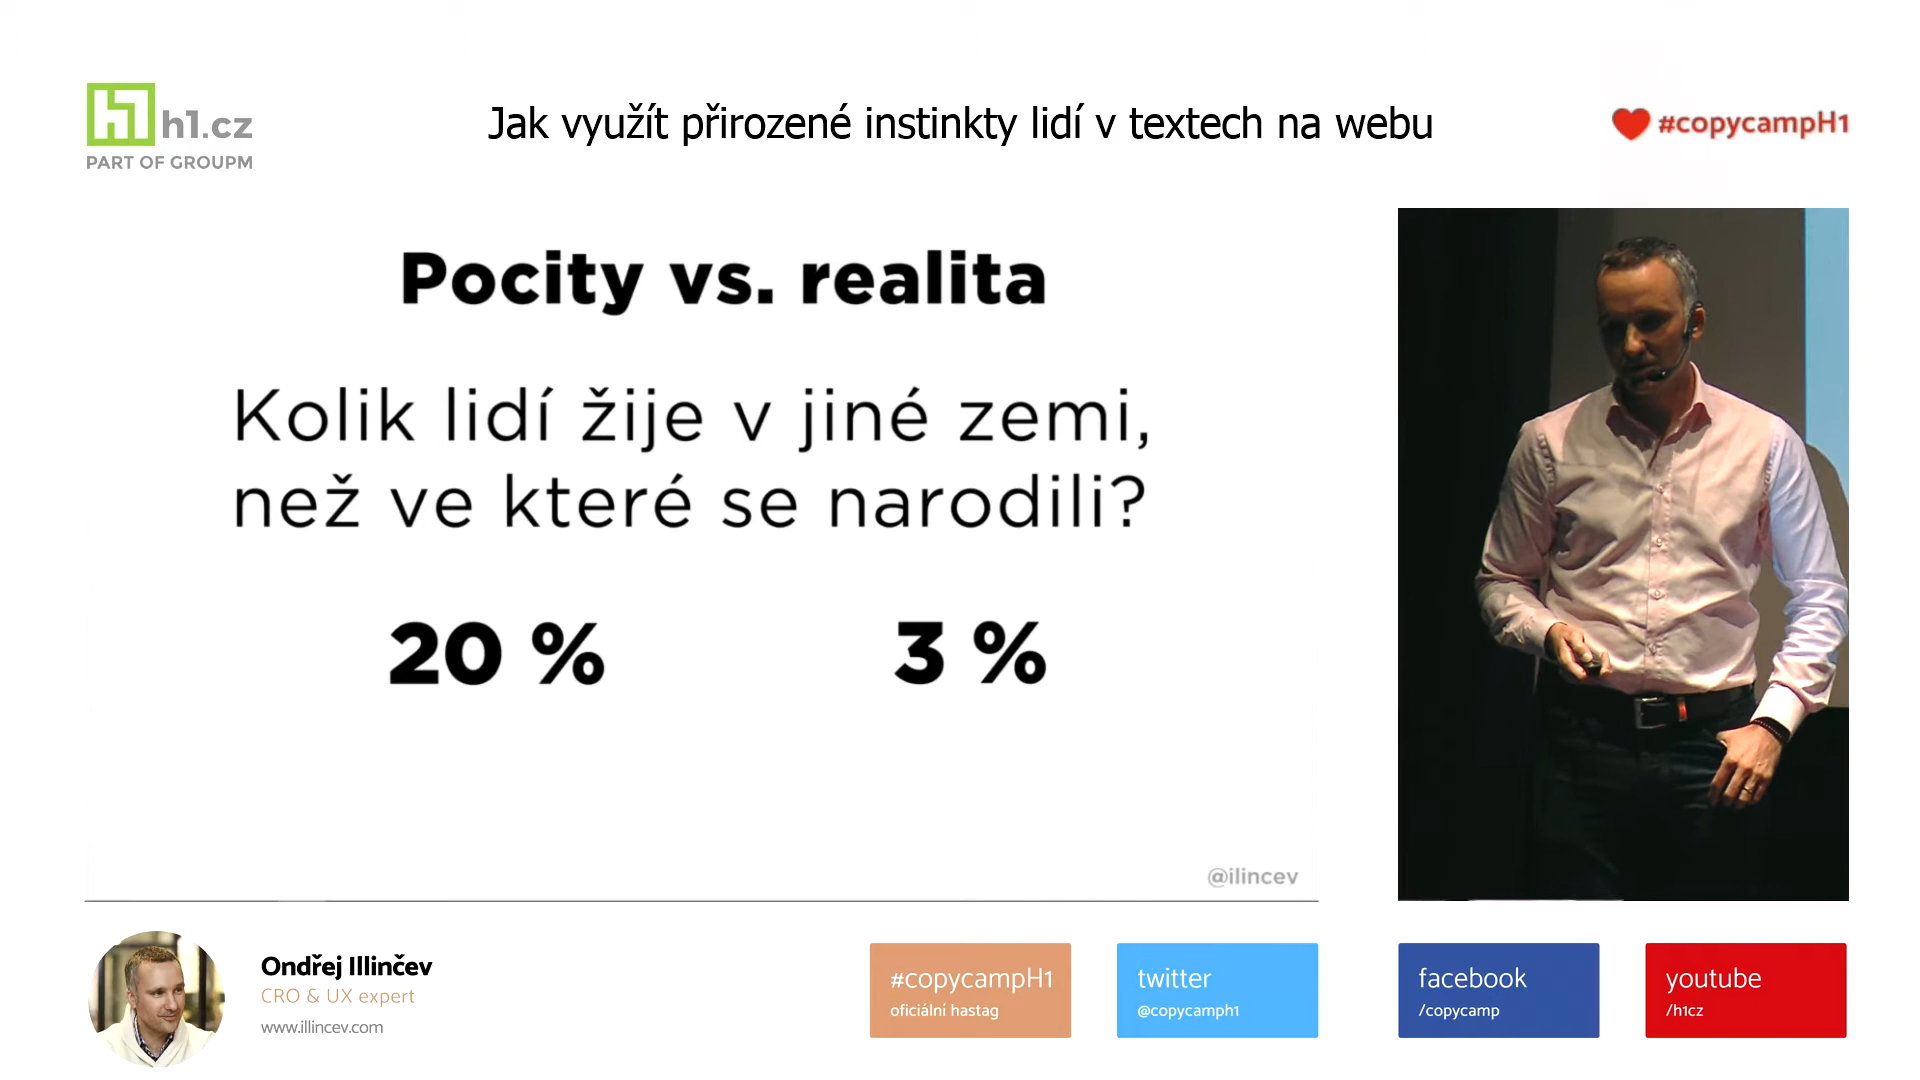 h1.cz
PART OF GROUPM
Jak využít přirozené instinkty lidí v textech na webu
#copycampH1
Pocity vs. realita
Kolik lidí žije v jiné zemi,
než ve které se narodili?
20 %
3 %
@ilincev
Ondřej Illinčev
CRO & UX expert
www.illincev.com
#copycampH1
oficiální hastag
twitter
@copycamph1
facebook
/copycamp
youtube
/h1cz